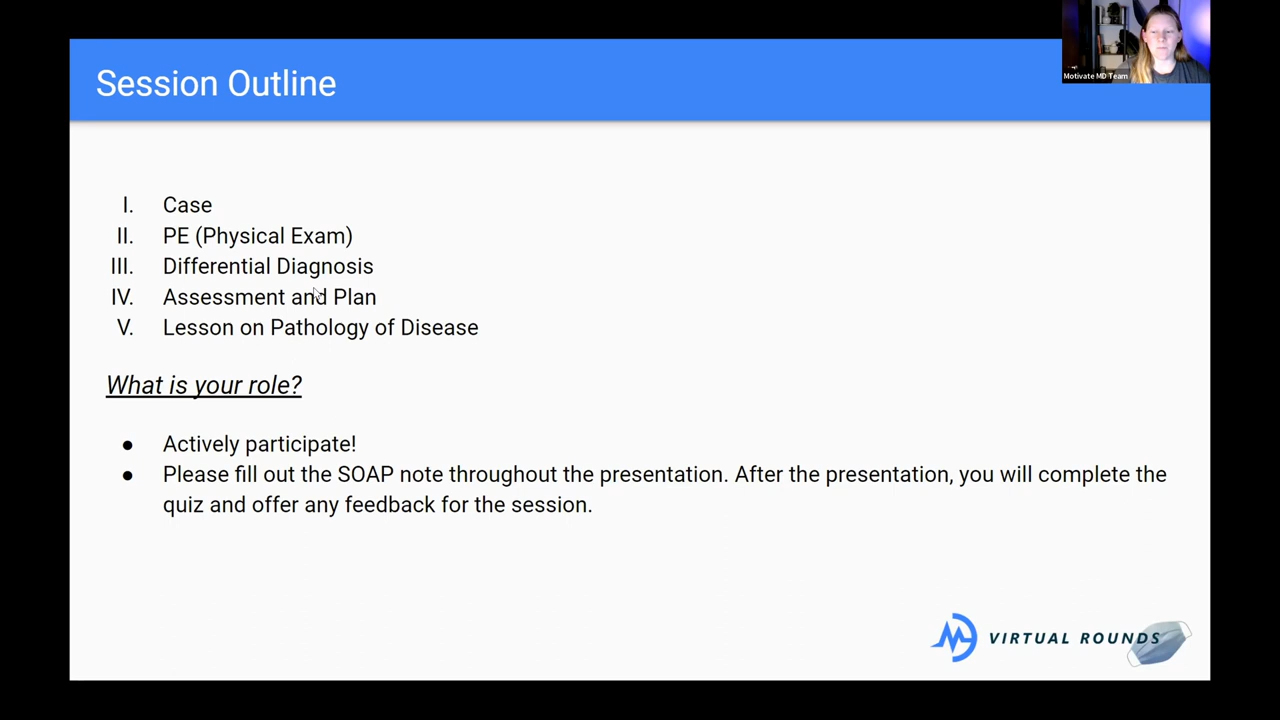 Motivate MD Team
Session Outline
I. Case
II. PE (Physical Exam)
III. Differential Diagnosis
IV. Assessment and Plan
V. Lesson on Pathology of Disease
What is your role?
● Actively participate!
● Please fill out the SOAP note throughout the presentation. After the presentation, you will complete the
quiz and offer any feedback for the session.
VIRTUAL ROUNDS